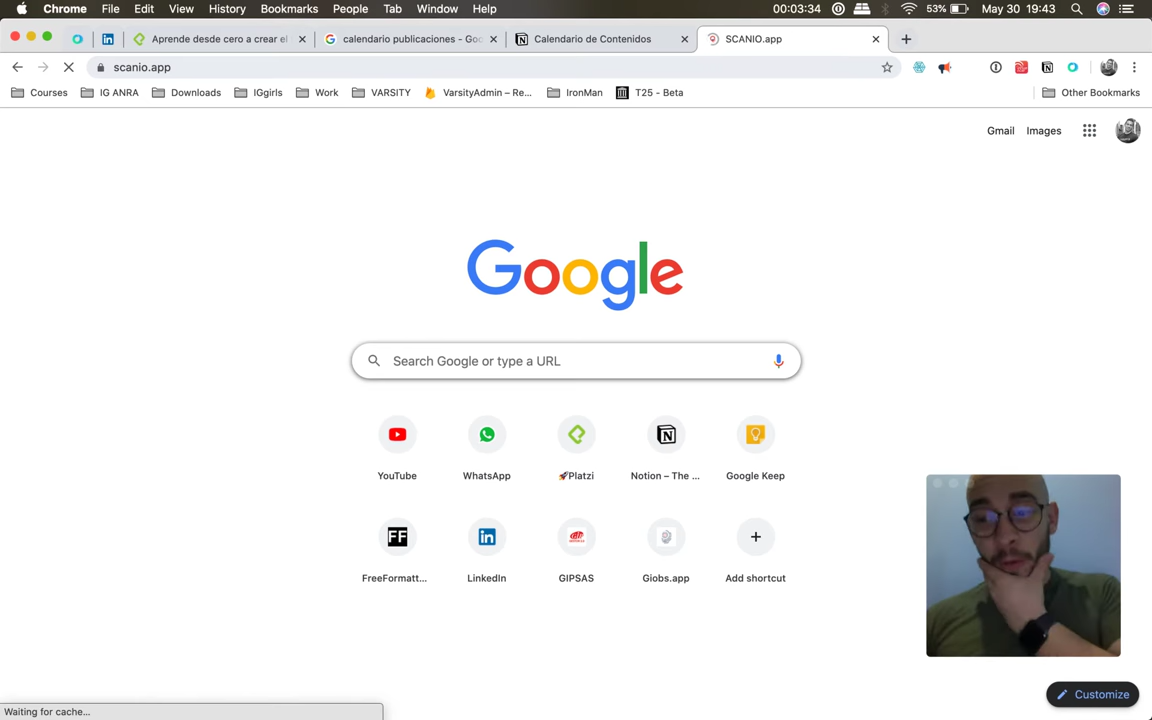 Chrome File Edit View History Bookmarks People Tab Window Help 00:03:34 53% May 30 19:43
Aprende desde cero a crear el calendario publicaciones - Goo Calendario de Contenidos SCANIO.app
scanio.app
Courses IG ANRA Downloads IGgirls Work VARSITY VarsityAdmin – Re... IronMan T25 - Beta Other Bookmarks
Gmail Images
Google
Search Google or type a URL
YouTube WhatsApp 🚀Platzi Notion – The ... Google Keep
FF
FreeFormatt... LinkedIn GIPSAS Giobs.app Add shortcut
Customize
Waiting for cache...